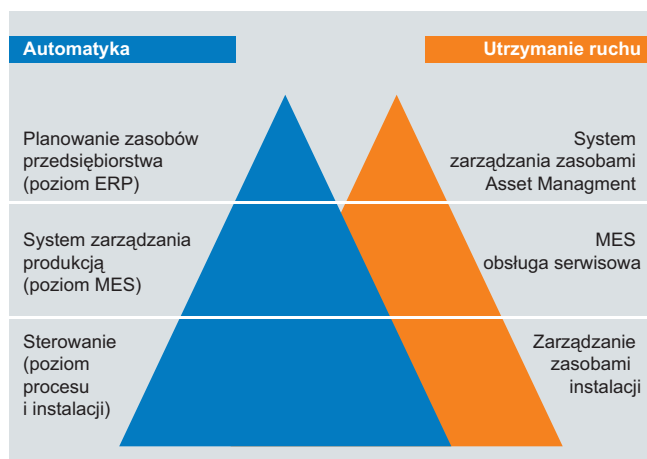 Automatyka
Utrzymanie ruchu
Planowanie zasobów
przedsiębiorstwa
(poziom ERP)
System
zarządzania zasobami
Asset Managment
System zarządzania
produkcją
(poziom MES)
MES
obsługa serwisowa
Sterowanie
(poziom
procesu
i instalacji)
Zarządzanie
zasobami
instalacji